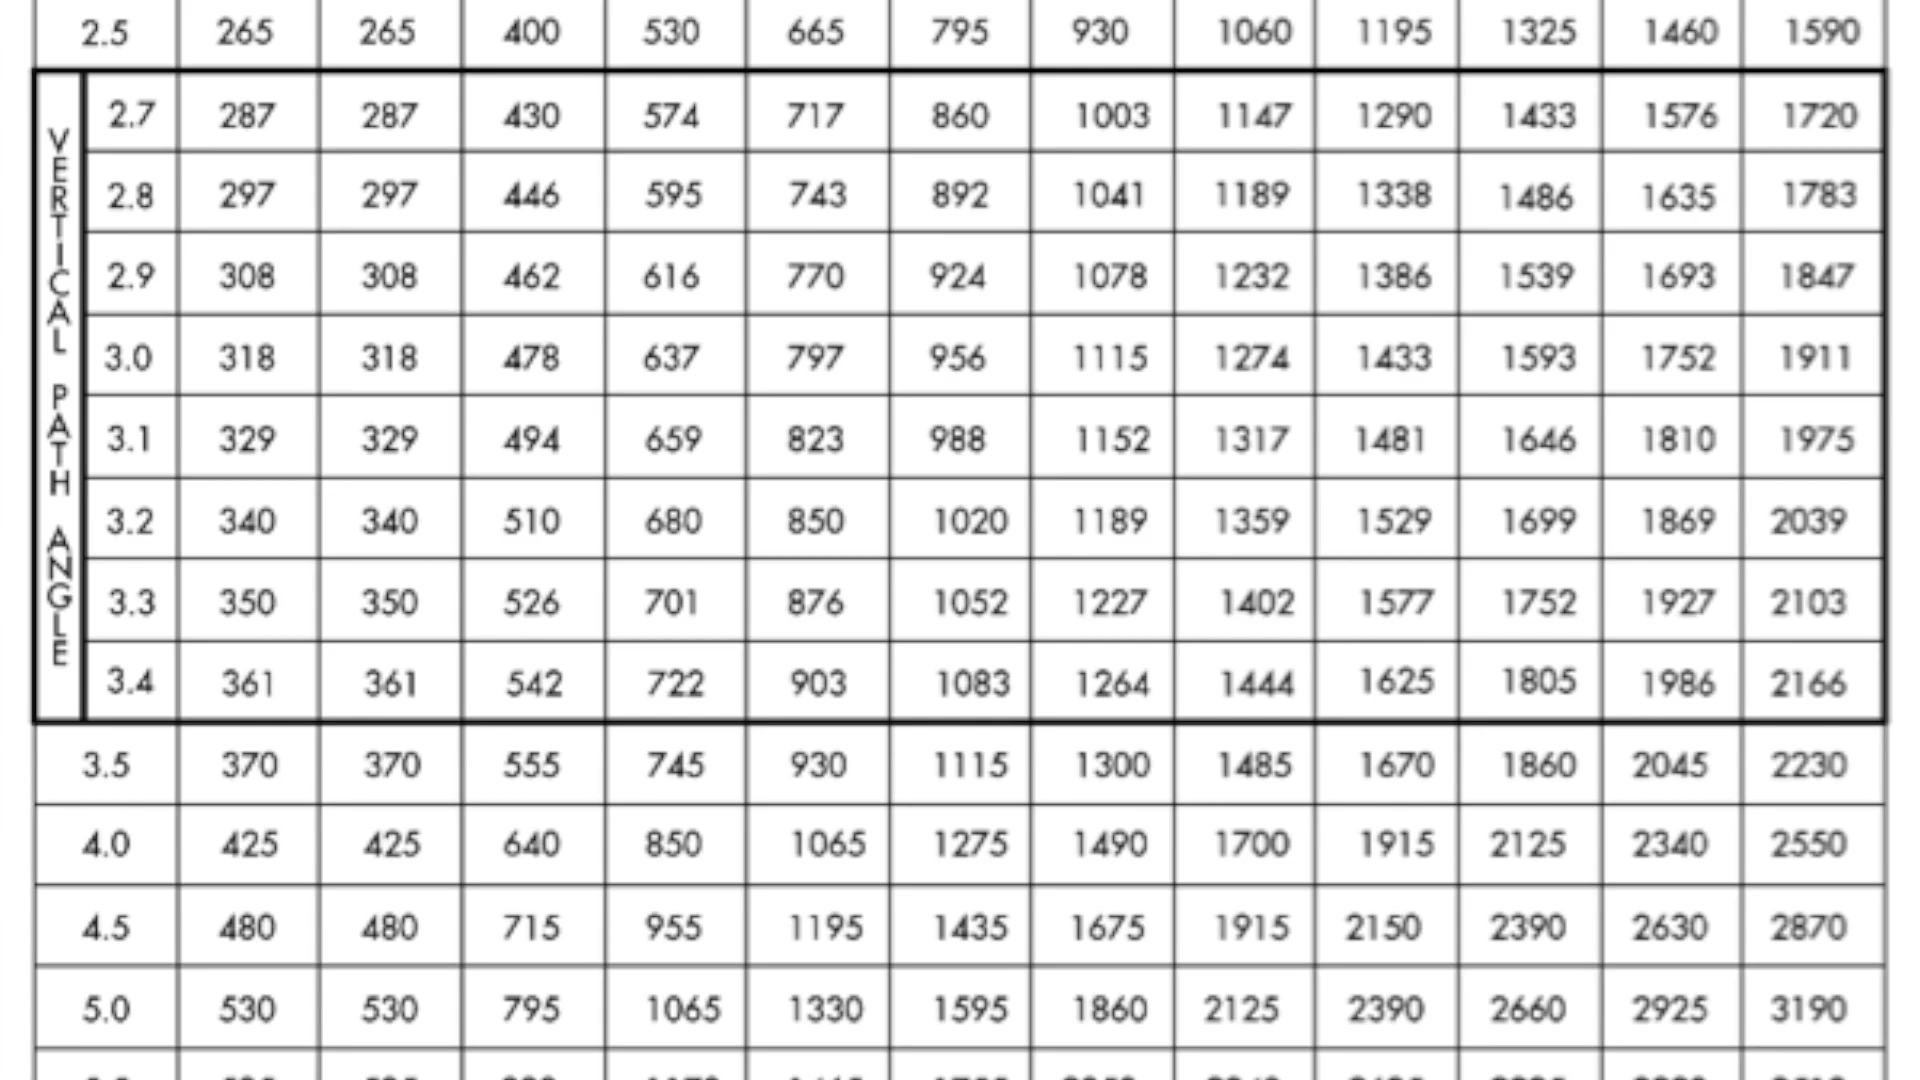 2.5 265 265 400 530 665 795 930 1060 1195 1325 1460 1590
VERTICAL PATH ANGLE
2.7 287 287 430 574 717 860 1003 1147 1290 1433 1576 1720
2.8 297 297 446 595 743 892 1041 1189 1338 1486 1635 1783
2.9 308 308 462 616 770 924 1078 1232 1386 1539 1693 1847
3.0 318 318 478 637 797 956 1115 1274 1433 1593 1752 1911
3.1 329 329 494 659 823 988 1152 1317 1481 1646 1810 1975
3.2 340 340 510 680 850 1020 1189 1359 1529 1699 1869 2039
3.3 350 350 526 701 876 1052 1227 1402 1577 1752 1927 2103
3.4 361 361 542 722 903 1083 1264 1444 1625 1805 1986 2166
3.5 370 370 555 745 930 1115 1300 1485 1670 1860 2045 2230
4.0 425 425 640 850 1065 1275 1490 1700 1915 2125 2340 2550
4.5 480 480 715 955 1195 1435 1675 1915 2150 2390 2630 2870
5.0 530 530 795 1065 1330 1595 1860 2125 2390 2660 2925 3190